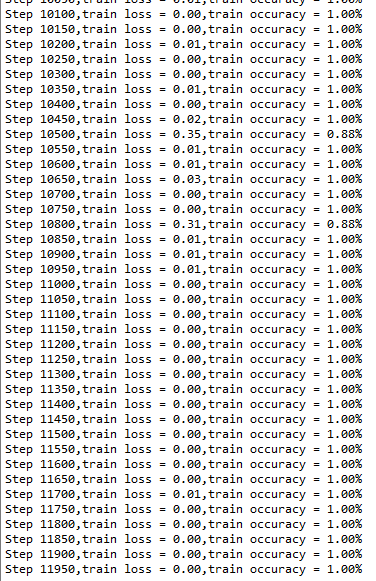 Step 10050,train loss = 0.01,train occuracy = 1.00%
Step 10100,train loss = 0.00,train occuracy = 1.00%
Step 10150,train loss = 0.00,train occuracy = 1.00%
Step 10200,train loss = 0.01,train occuracy = 1.00%
Step 10250,train loss = 0.00,train occuracy = 1.00%
Step 10300,train loss = 0.00,train occuracy = 1.00%
Step 10350,train loss = 0.01,train occuracy = 1.00%
Step 10400,train loss = 0.00,train occuracy = 1.00%
Step 10450,train loss = 0.02,train occuracy = 1.00%
Step 10500,train loss = 0.35,train occuracy = 0.88%
Step 10550,train loss = 0.01,train occuracy = 1.00%
Step 10600,train loss = 0.01,train occuracy = 1.00%
Step 10650,train loss = 0.03,train occuracy = 1.00%
Step 10700,train loss = 0.00,train occuracy = 1.00%
Step 10750,train loss = 0.00,train occuracy = 1.00%
Step 10800,train loss = 0.31,train occuracy = 0.88%
Step 10850,train loss = 0.01,train occuracy = 1.00%
Step 10900,train loss = 0.01,train occuracy = 1.00%
Step 10950,train loss = 0.01,train occuracy = 1.00%
Step 11000,train loss = 0.00,train occuracy = 1.00%
Step 11050,train loss = 0.00,train occuracy = 1.00%
Step 11100,train loss = 0.00,train occuracy = 1.00%
Step 11150,train loss = 0.00,train occuracy = 1.00%
Step 11200,train loss = 0.00,train occuracy = 1.00%
Step 11250,train loss = 0.00,train occuracy = 1.00%
Step 11300,train loss = 0.00,train occuracy = 1.00%
Step 11350,train loss = 0.00,train occuracy = 1.00%
Step 11400,train loss = 0.00,train occuracy = 1.00%
Step 11450,train loss = 0.00,train occuracy = 1.00%
Step 11500,train loss = 0.00,train occuracy = 1.00%
Step 11550,train loss = 0.00,train occuracy = 1.00%
Step 11600,train loss = 0.00,train occuracy = 1.00%
Step 11650,train loss = 0.00,train occuracy = 1.00%
Step 11700,train loss = 0.01,train occuracy = 1.00%
Step 11750,train loss = 0.00,train occuracy = 1.00%
Step 11800,train loss = 0.00,train occuracy = 1.00%
Step 11850,train loss = 0.00,train occuracy = 1.00%
Step 11900,train loss = 0.00,train occuracy = 1.00%
Step 11950,train loss = 0.00,train occuracy = 1.00%